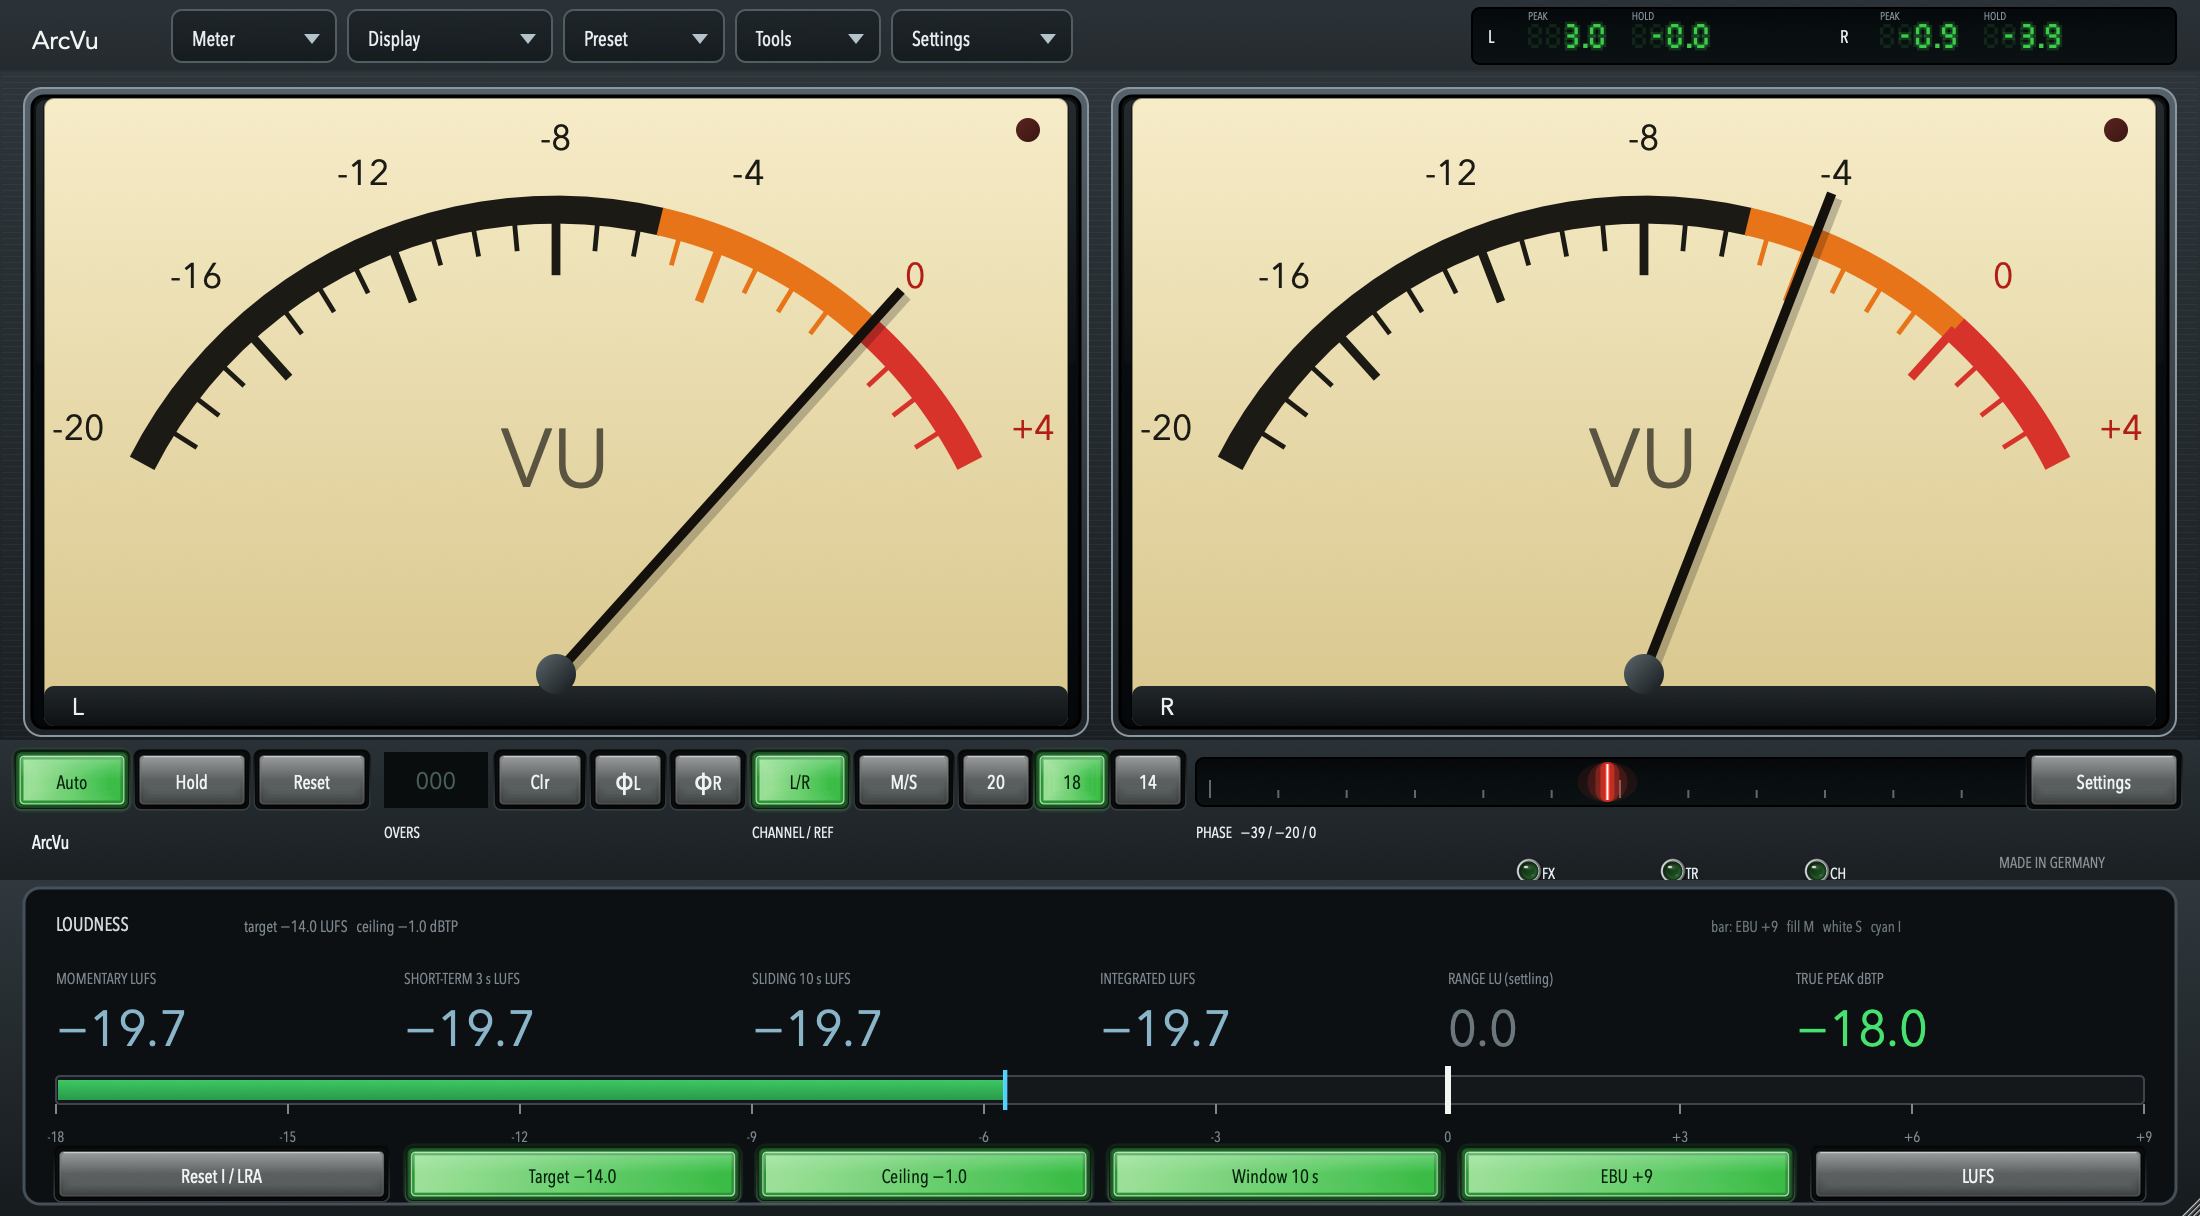 ArcVu Meter Display Preset Tools Settings
L PEAK 3.0 HOLD -0.0 R PEAK -0.9 HOLD -3.9
-20 -16 -12 -8 -4 0 +4
VU
L
-20 -16 -12 -8 -4 0 +4
VU
R
Auto Hold Reset 000 Clr ΦL ΦR L/R M/S 20 18 14 Settings
OVERS CHANNEL / REF PHASE −39 / −20 / 0
ArcVu
FX TR CH MADE IN GERMANY
LOUDNESS target −14.0 LUFS ceiling −1.0 dBTP bar: EBU +9 fill M white S cyan I
MOMENTARY LUFS SHORT-TERM 3 s LUFS SLIDING 10 s LUFS INTEGRATED LUFS RANGE LU (settling) TRUE PEAK dBTP
−19.7 −19.7 −19.7 −19.7 0.0 −18.0
-18 -15 -12 -9 -6 -3 0 +3 +6 +9
Reset I / LRA Target −14.0 Ceiling −1.0 Window 10 s EBU +9 LUFS